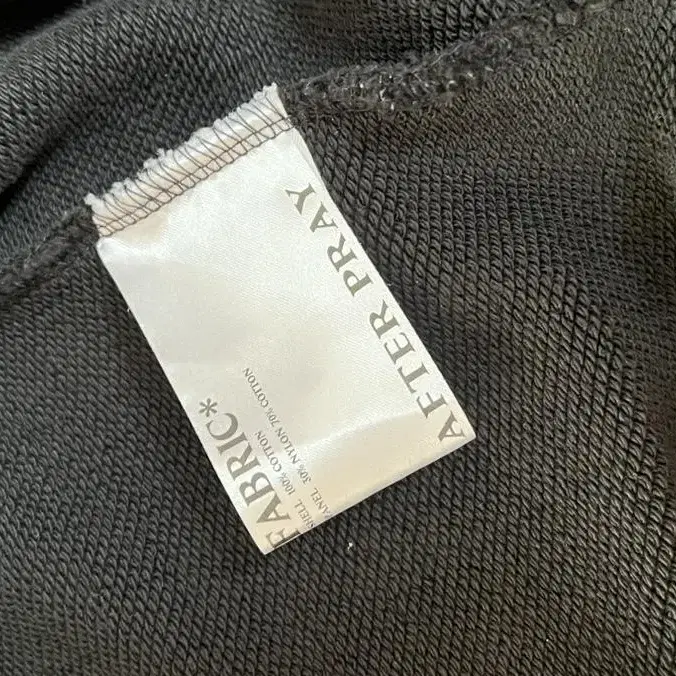 AFTER PRAY
FABRIC*
SHELL 100% COTTON
PANEL 30% NYLON 70% COTTON